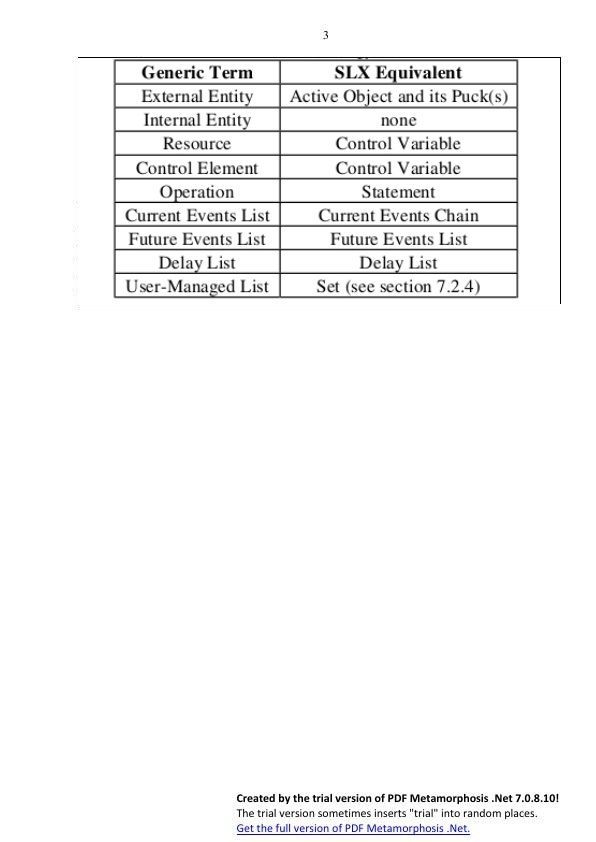 3
Generic Term SLX Equivalent
External Entity Active Object and its Puck(s)
Internal Entity none
Resource Control Variable
Control Element Control Variable
Operation Statement
Current Events List Current Events Chain
Future Events List Future Events List
Delay List Delay List
User-Managed List Set (see section 7.2.4)
Created by the trial version of PDF Metamorphosis .Net 7.0.8.10!
The trial version sometimes inserts "trial" into random places.
Get the full version of PDF Metamorphosis .Net.